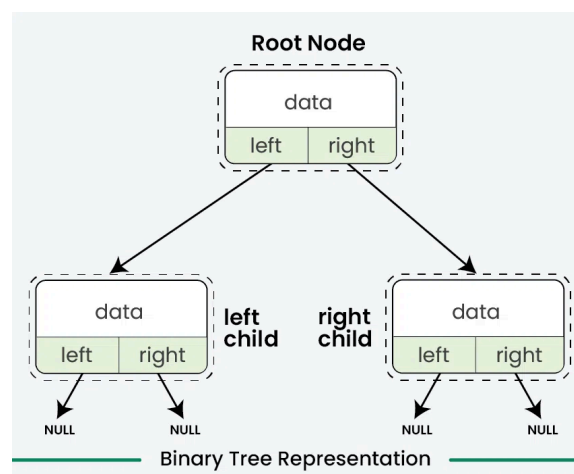 Root Node
data
left right
data
left right
left
child
right
child
data
left right
NULL NULL
NULL NULL
Binary Tree Representation